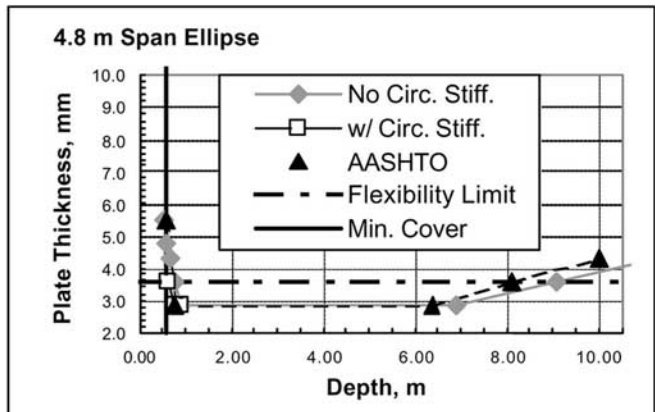 4.8 m Span Ellipse
Plate Thickness, mm
10.0
9.0
8.0
7.0
6.0
5.0
4.0
3.0
2.0
No Circ. Stiff.
w/ Circ. Stiff.
AASHTO
Flexibility Limit
Min. Cover
0.00 2.00 4.00 6.00 8.00 10.00
Depth, m